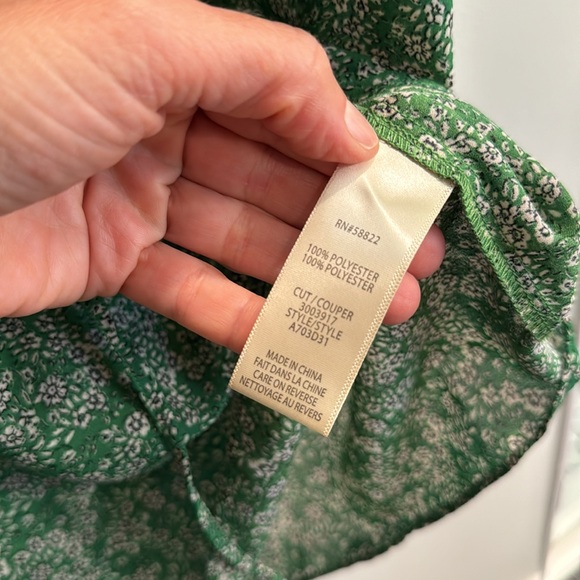 RN#58822
100% POLYESTER
100% POLYESTER
CUT/COUPER
3003917
STYLE/STYLE
A703D31
MADE IN CHINA
FAIT DANS LA CHINE
CARE ON REVERSE
NETTOYAGE AU REVERS